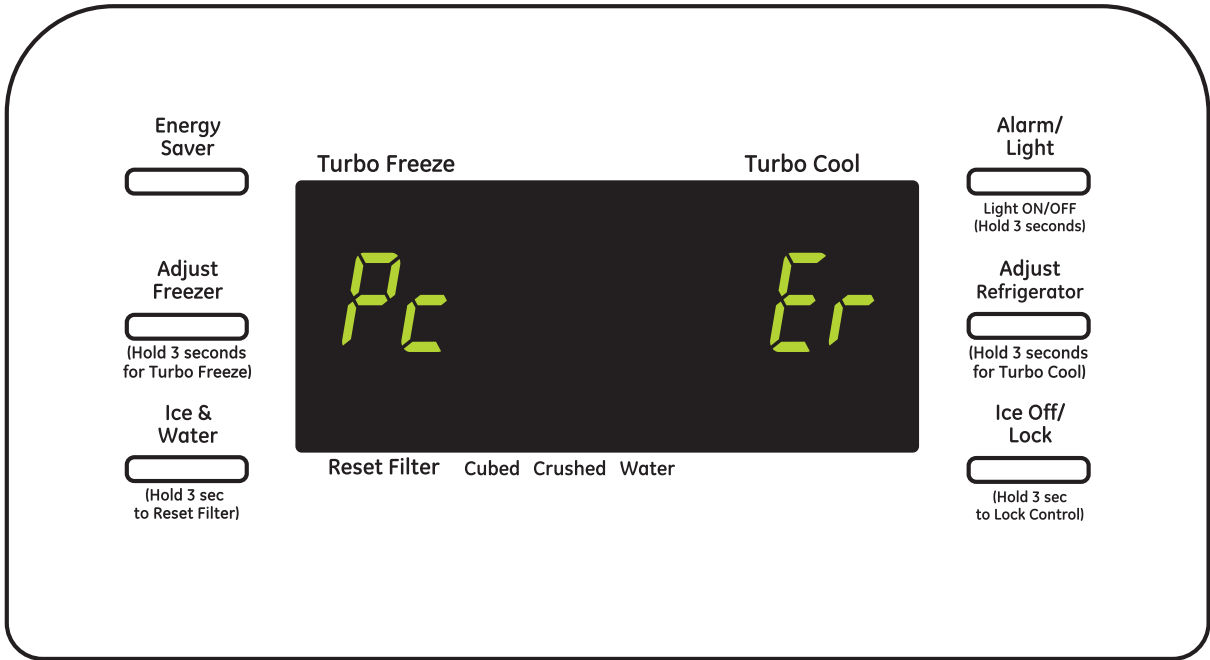 Energy
Saver
Turbo Freeze
Turbo Cool
Alarm/
Light
Light ON/OFF
(Hold 3 seconds)
Adjust
Freezer
(Hold 3 seconds
for Turbo Freeze)
Pc
Er
Adjust
Refrigerator
(Hold 3 seconds
for Turbo Cool)
Ice &
Water
(Hold 3 sec
to Reset Filter)
Reset Filter Cubed Crushed Water
Ice Off/
Lock
(Hold 3 sec
to Lock Control)